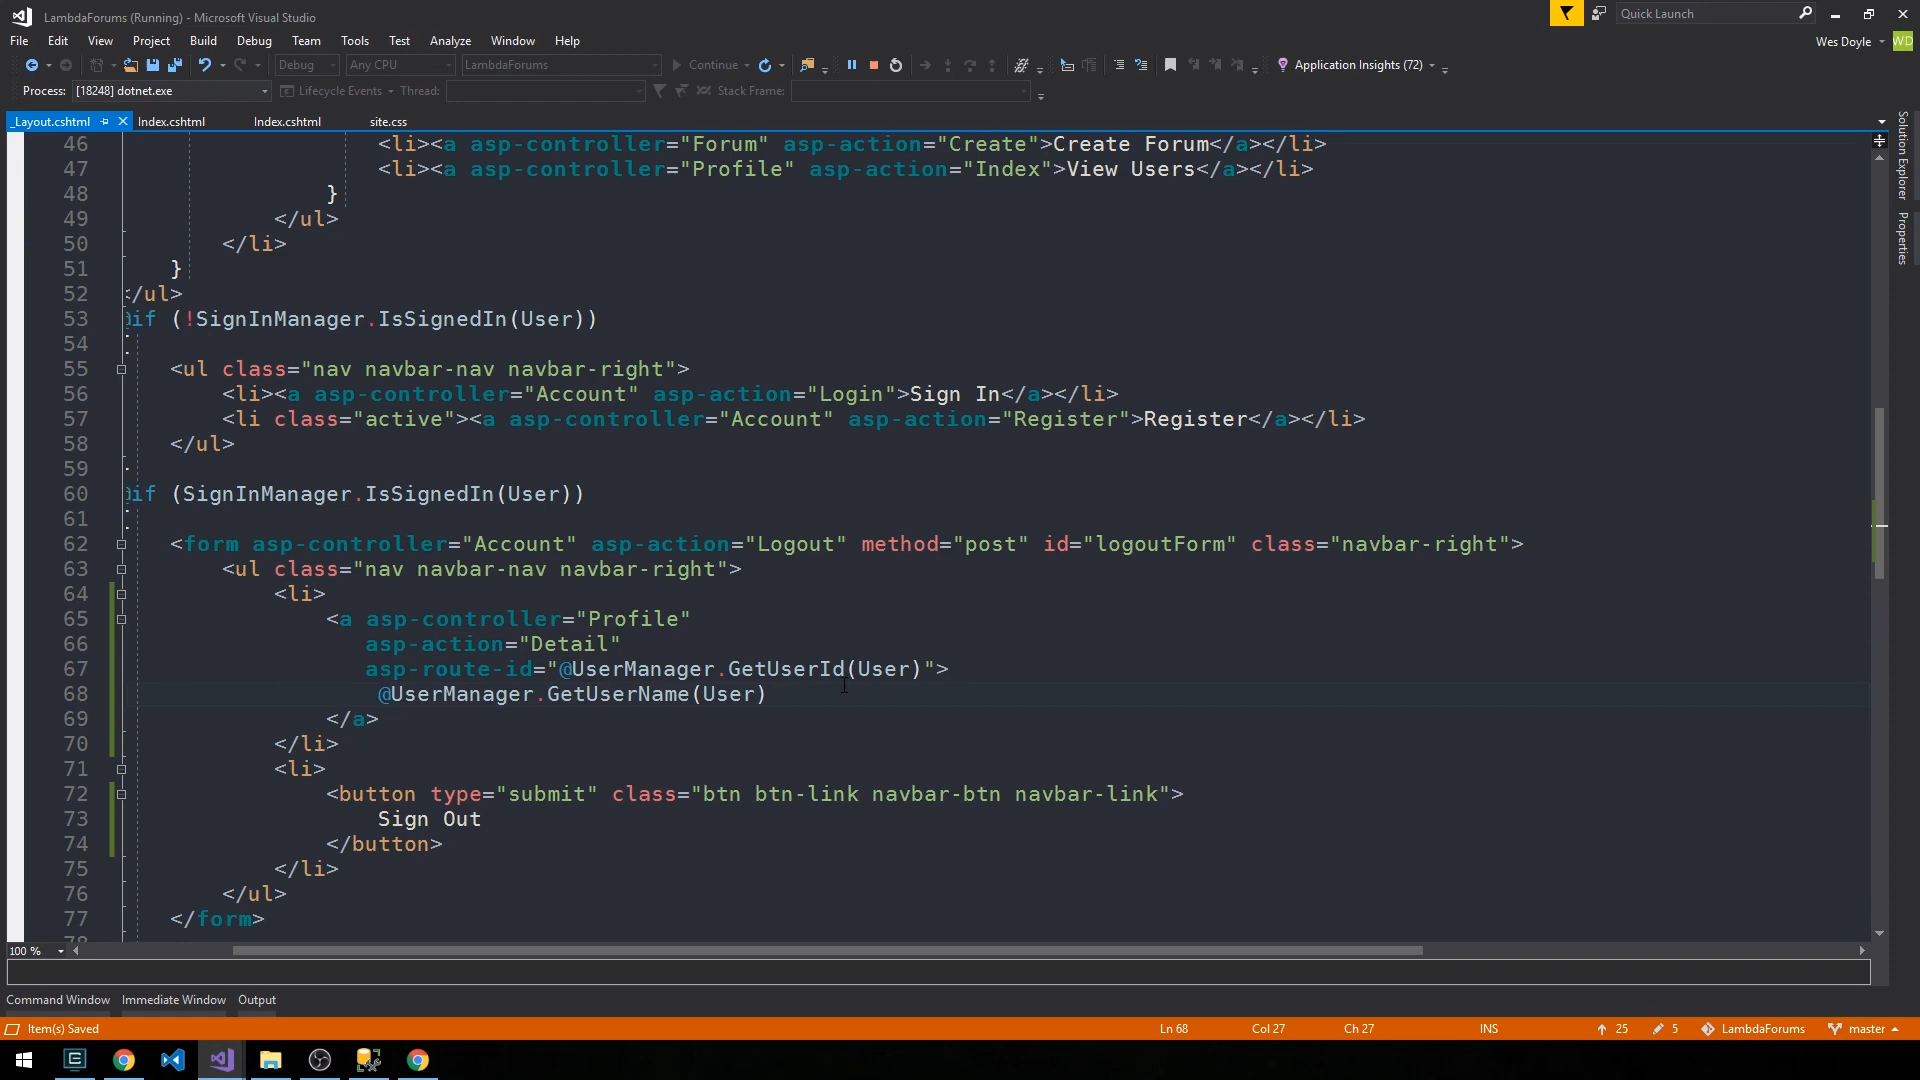 LambdaForums (Running) - Microsoft Visual Studio
Quick Launch
File Edit View Project Build Debug Team Tools Test Analyze Window Help
Wes Doyle WD
Debug Any CPU LambdaForums Continue Application Insights (72)
Process: [18248] dotnet.exe Lifecycle Events Thread: Stack Frame:
_Layout.cshtml Index.cshtml Index.cshtml site.css
Solution Explorer
Properties
46 <li><a asp-controller="Forum" asp-action="Create">Create Forum</a></li>
47 <li><a asp-controller="Profile" asp-action="Index">View Users</a></li>
48 }
49 </ul>
50 </li>
51 }
52 </ul>
53 @if (!SignInManager.IsSignedIn(User))
54
55 <ul class="nav navbar-nav navbar-right">
56 <li><a asp-controller="Account" asp-action="Login">Sign In</a></li>
57 <li class="active"><a asp-controller="Account" asp-action="Register">Register</a></li>
58 </ul>
59
60 @if (SignInManager.IsSignedIn(User))
61
62 <form asp-controller="Account" asp-action="Logout" method="post" id="logoutForm" class="navbar-right">
63 <ul class="nav navbar-nav navbar-right">
64 <li>
65 <a asp-controller="Profile"
66 asp-action="Detail"
67 asp-route-id="@UserManager.GetUserId(User)">
68 @UserManager.GetUserName(User)
69 </a>
70 </li>
71 <li>
72 <button type="submit" class="btn btn-link navbar-btn navbar-link">
73 Sign Out
74 </button>
75 </li>
76 </ul>
77 </form>
78
100 %
Command Window Immediate Window Output
Item(s) Saved Ln 68 Col 27 Ch 27 INS 25 5 LambdaForums master